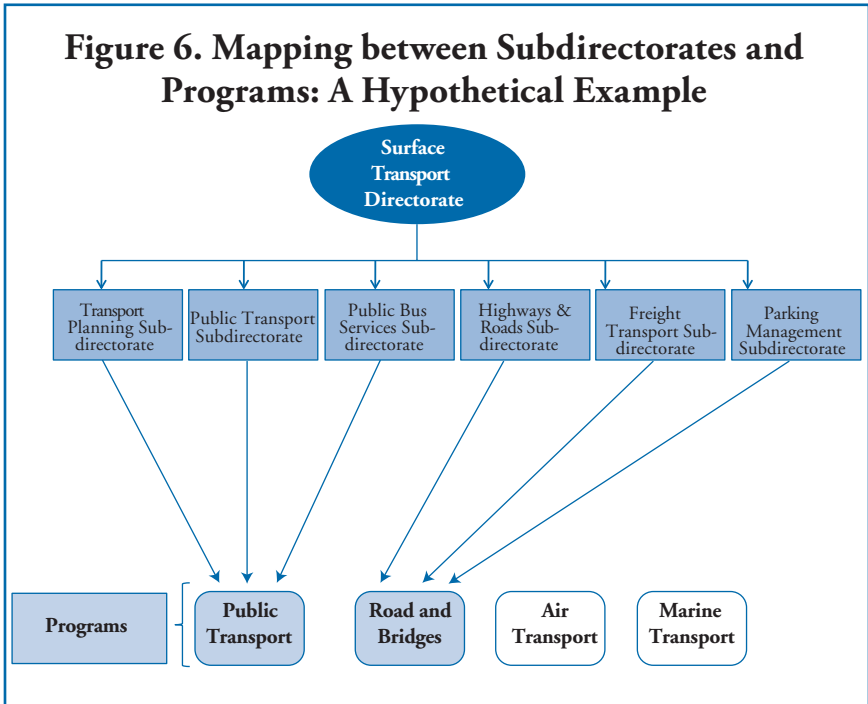 Figure 6. Mapping between Subdirectorates and
Programs: A Hypothetical Example
Surface
Transport
Directorate
Transport
Planning Sub-
directorate
Public Transport
Subdirectorate
Public Bus
Services Sub-
directorate
Highways &
Roads Sub-
directorate
Freight
Transport Sub-
directorate
Parking
Management
Subdirectorate
Programs
Public
Transport
Road and
Bridges
Air
Transport
Marine
Transport